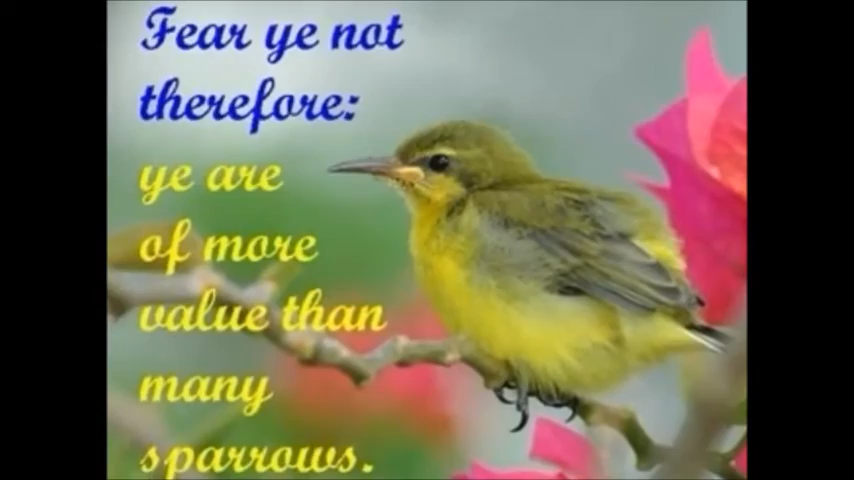 Fear ye not
therefore:
ye are
of more
value than
many
sparrows.